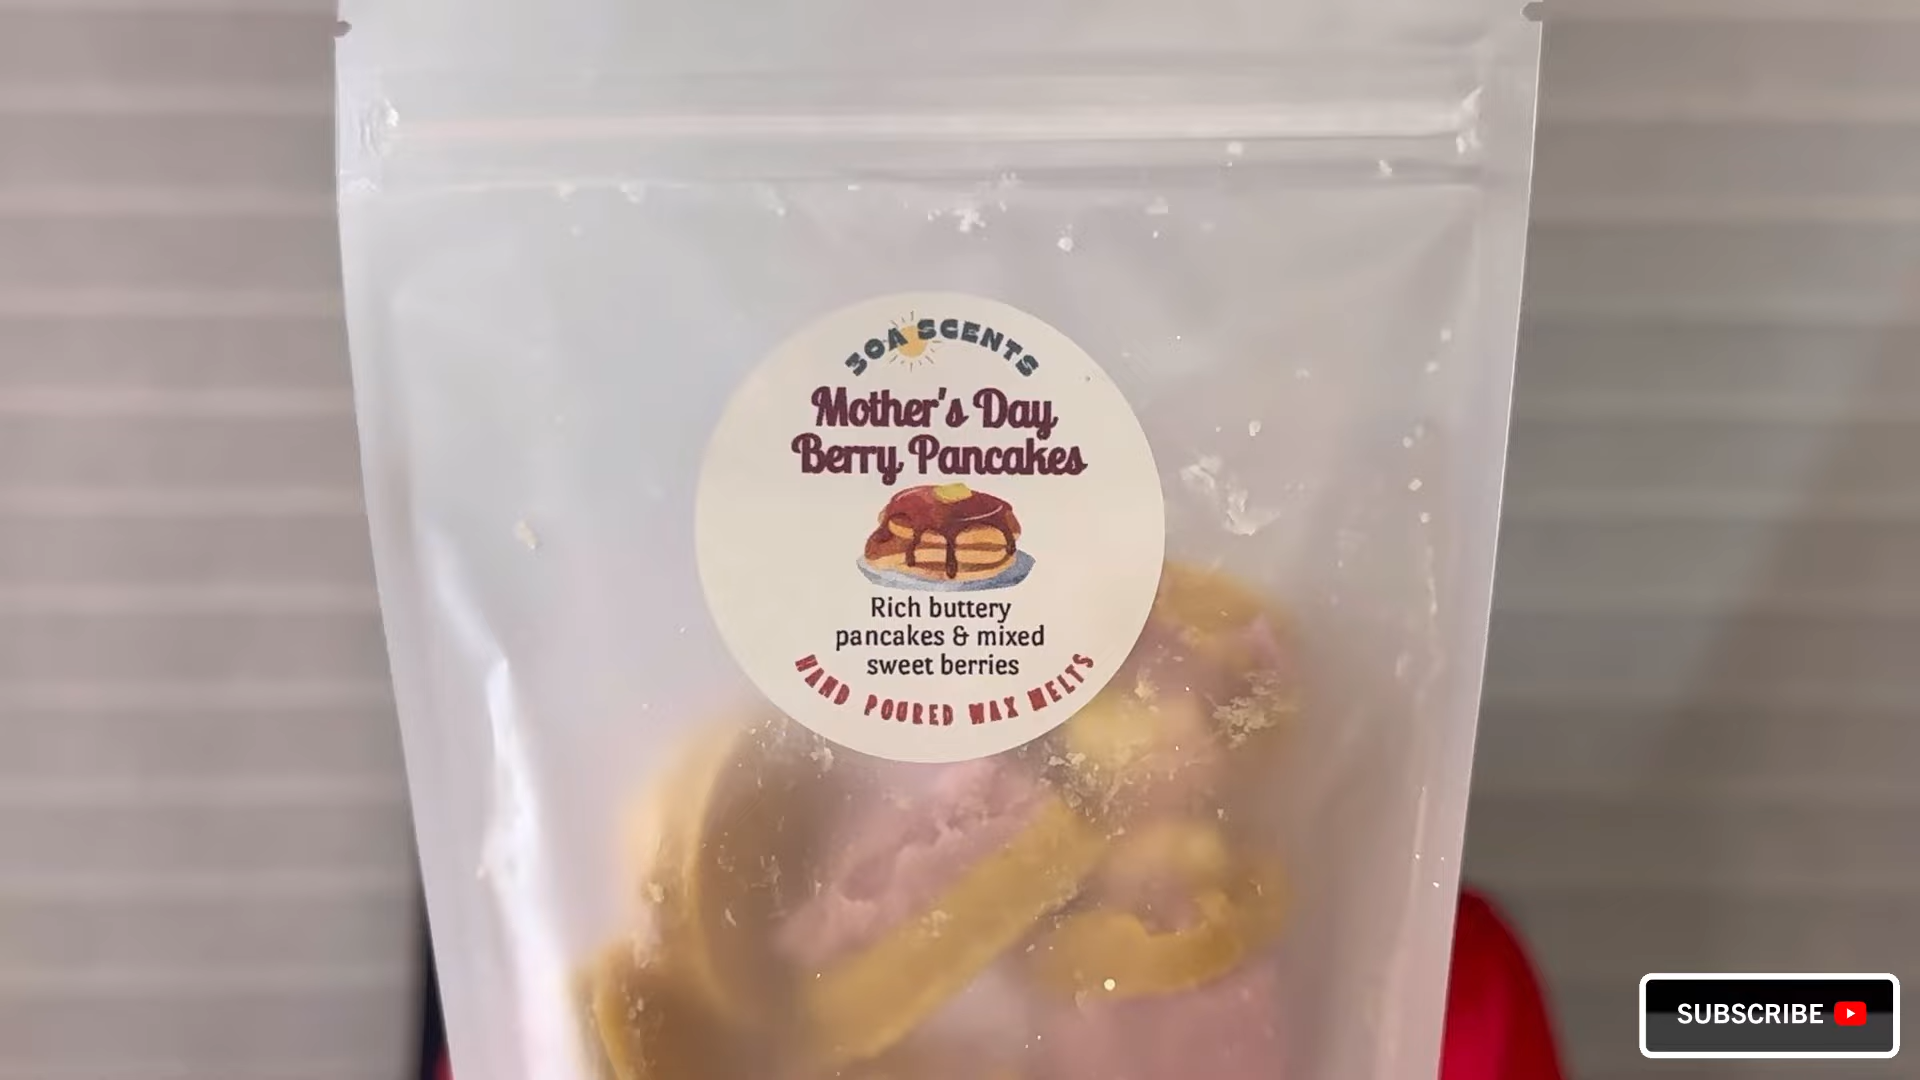 30A SCENTS
Mother's Day
Berry Pancakes
Rich buttery
pancakes & mixed
sweet berries
HAND POURED WAX MELTS
SUBSCRIBE